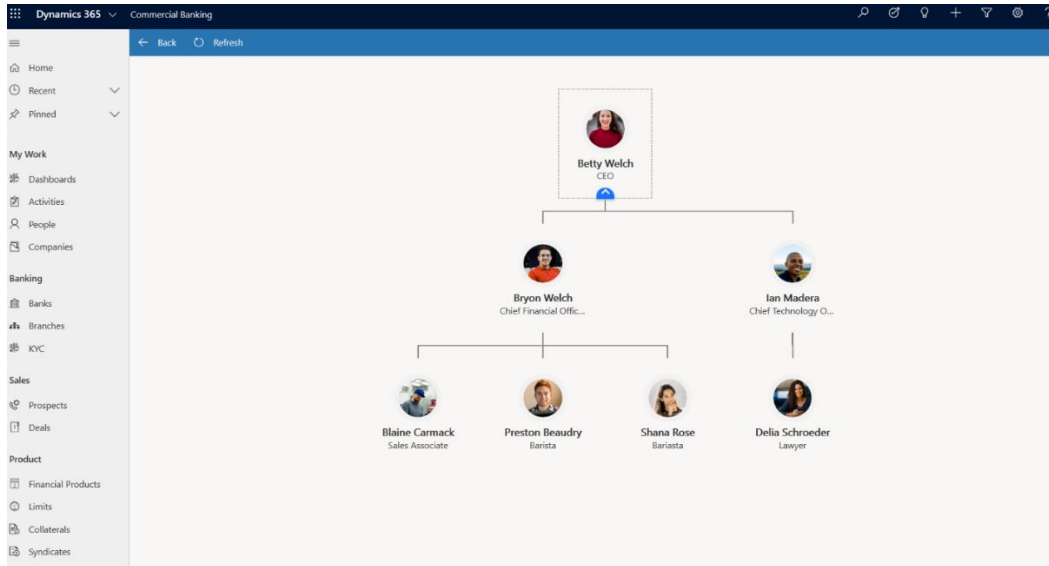 Dynamics 365 Commercial Banking
Back Refresh
Home
Recent
Pinned
My Work
Dashboards
Activities
People
Companies
Banking
Banks
Branches
KYC
Sales
Prospects
Deals
Product
Financial Products
Limits
Collaterals
Syndicates
Betty Welch
CEO
Bryon Welch
Chief Financial Offic...
Ian Madera
Chief Technology O...
Blaine Carmack
Sales Associate
Preston Beaudry
Barista
Shana Rose
Bariasta
Delia Schroeder
Lawyer